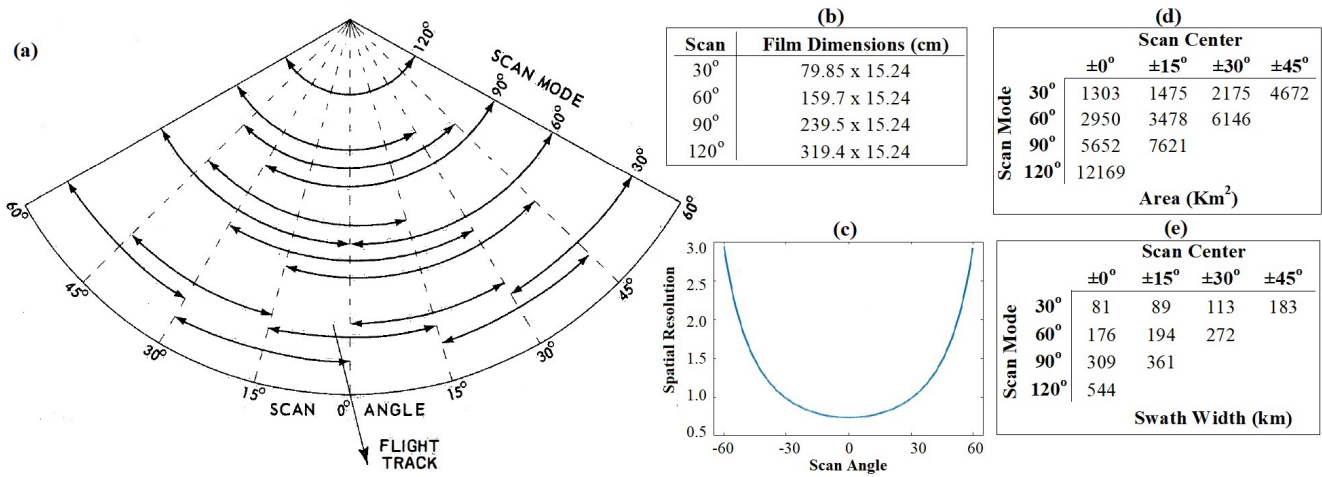 (a)
120°
SCAN MODE
90°
60°
30°
60°
45°
30°
15°
0°
15°
30°
45°
60°
SCAN ANGLE
FLIGHT
TRACK
(b)
Scan Film Dimensions (cm)
30° 79.85 x 15.24
60° 159.7 x 15.24
90° 239.5 x 15.24
120° 319.4 x 15.24
(c)
Spatial Resolution
3.0
2.5
2.0
1.5
1.0
0.5
-60 -30 0 30 60
Scan Angle
(d)
Scan Center
±0° ±15° ±30° ±45°
Scan Mode
30° 1303 1475 2175 4672
60° 2950 3478 6146
90° 5652 7621
120° 12169
Area (Km²)
(e)
Scan Center
±0° ±15° ±30° ±45°
Scan Mode
30° 81 89 113 183
60° 176 194 272
90° 309 361
120° 544
Swath Width (km)